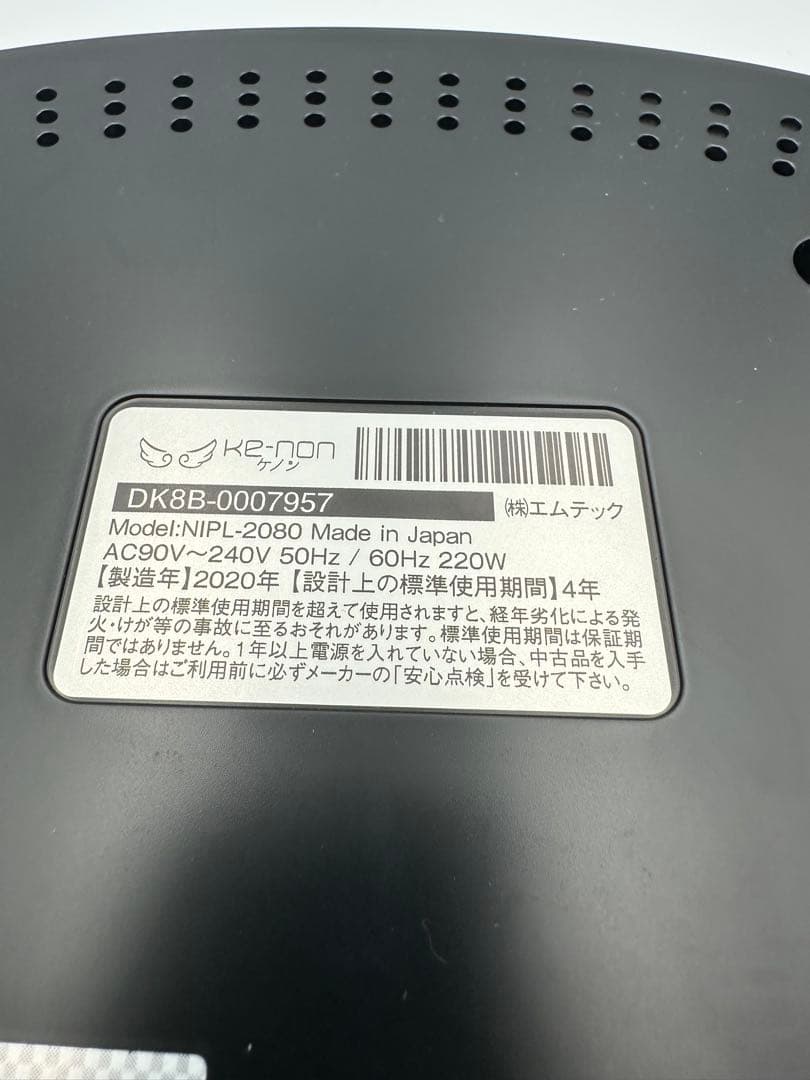 Ke-non
ケノン
DK8B-0007957
㈱エムテック
Model:NIPL-2080 Made in Japan
AC90V～240V 50Hz / 60Hz 220W
【製造年】2020年【設計上の標準使用期間】4年
設計上の標準使用期間を超えて使用されますと、経年劣化による発
火・けが等の事故に至るおそれがあります。標準使用期間は保証期
間ではありません。1年以上電源を入れていない場合、中古品を入手
した場合はご利用前に必ずメーカーの「安心点検」を受けて下さい。